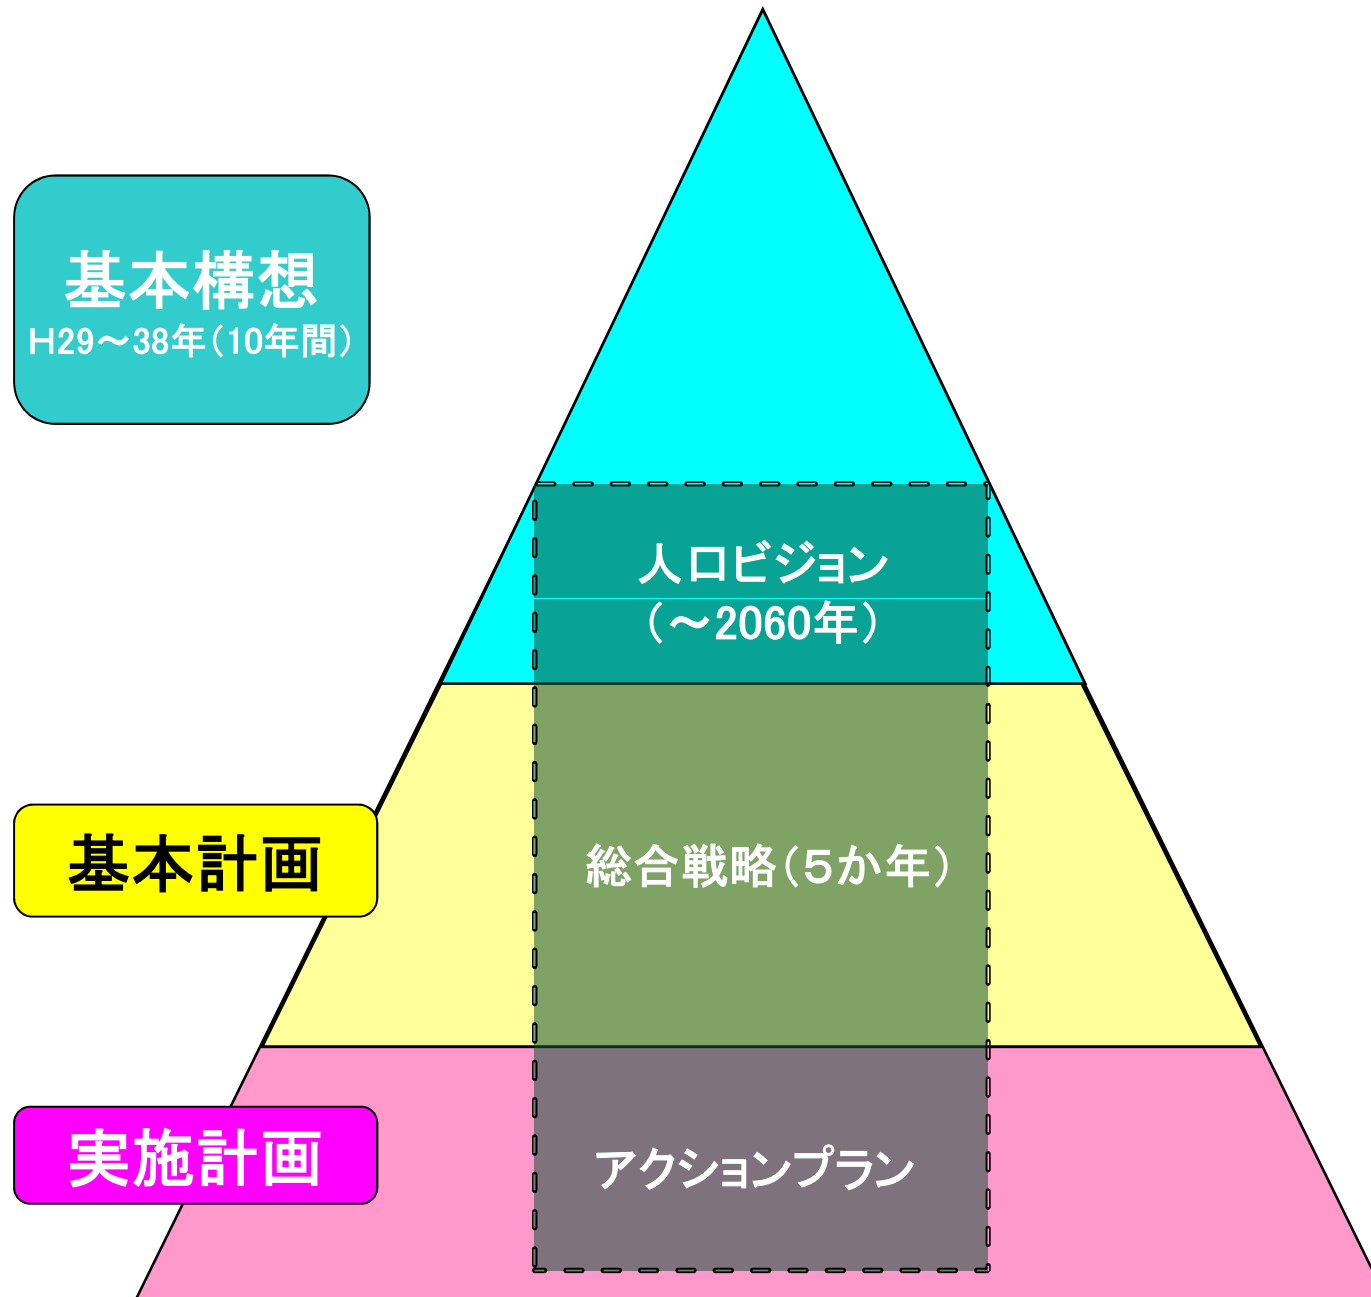 基本構想
H29～38年(10年間)
人口ビジョン
(～2060年)
基本計画
総合戦略(５か年)
実施計画
アクションプラン